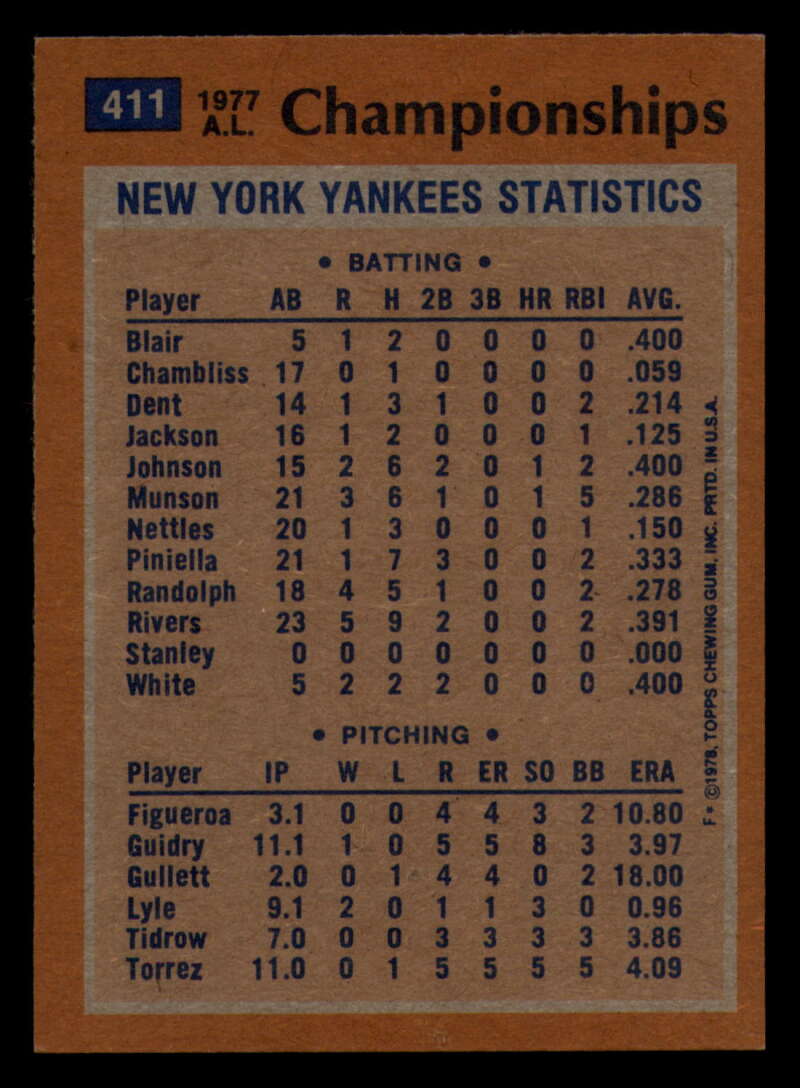 411 1977 A.L. Championships
NEW YORK YANKEES STATISTICS
• BATTING •
Player AB R H 2B 3B HR RBI AVG.
Blair 5 1 2 0 0 0 0 .400
Chambliss 17 0 1 0 0 0 0 .059
Dent 14 1 3 1 0 0 2 .214
Jackson 16 1 2 0 0 0 1 .125
Johnson 15 2 6 2 0 1 2 .400
Munson 21 3 6 1 0 1 5 .286
Nettles 20 1 3 0 0 0 1 .150
Piniella 21 1 7 3 0 0 2 .333
Randolph 18 4 5 1 0 0 2 .278
Rivers 23 5 9 2 0 0 2 .391
Stanley 0 0 0 0 0 0 0 .000
White 5 2 2 2 0 0 0 .400
• PITCHING •
Player IP W L R ER SO BB ERA
Figueroa 3.1 0 0 4 4 3 2 10.80
Guidry 11.1 1 0 5 5 8 3 3.97
Gullett 2.0 0 1 4 4 0 2 18.00
Lyle 9.1 2 0 1 1 3 0 0.96
Tidrow 7.0 0 0 3 3 3 3 3.86
Torrez 11.0 0 1 5 5 5 5 4.09
F* ©1978, TOPPS CHEWING GUM, INC. PRTD. IN U.S.A.